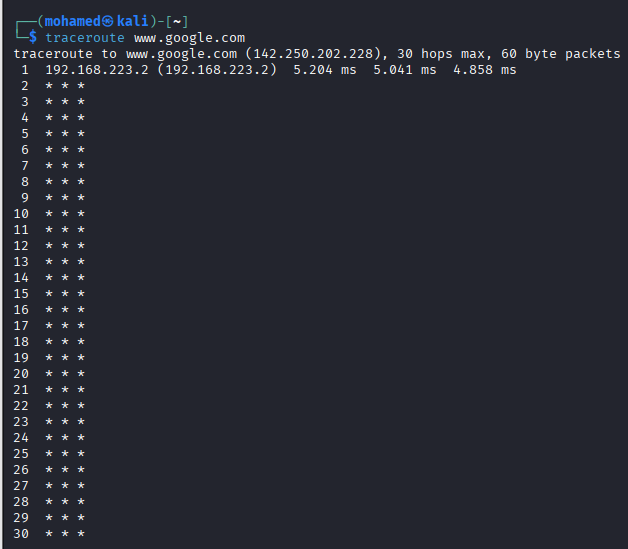 ┌──(mohamed㉿kali)-[~]
└─$ traceroute www.google.com
traceroute to www.google.com (142.250.202.228), 30 hops max, 60 byte packets
 1  192.168.223.2 (192.168.223.2)  5.204 ms  5.041 ms  4.858 ms
 2  * * *
 3  * * *
 4  * * *
 5  * * *
 6  * * *
 7  * * *
 8  * * *
 9  * * *
10  * * *
11  * * *
12  * * *
13  * * *
14  * * *
15  * * *
16  * * *
17  * * *
18  * * *
19  * * *
20  * * *
21  * * *
22  * * *
23  * * *
24  * * *
25  * * *
26  * * *
27  * * *
28  * * *
29  * * *
30  * * *